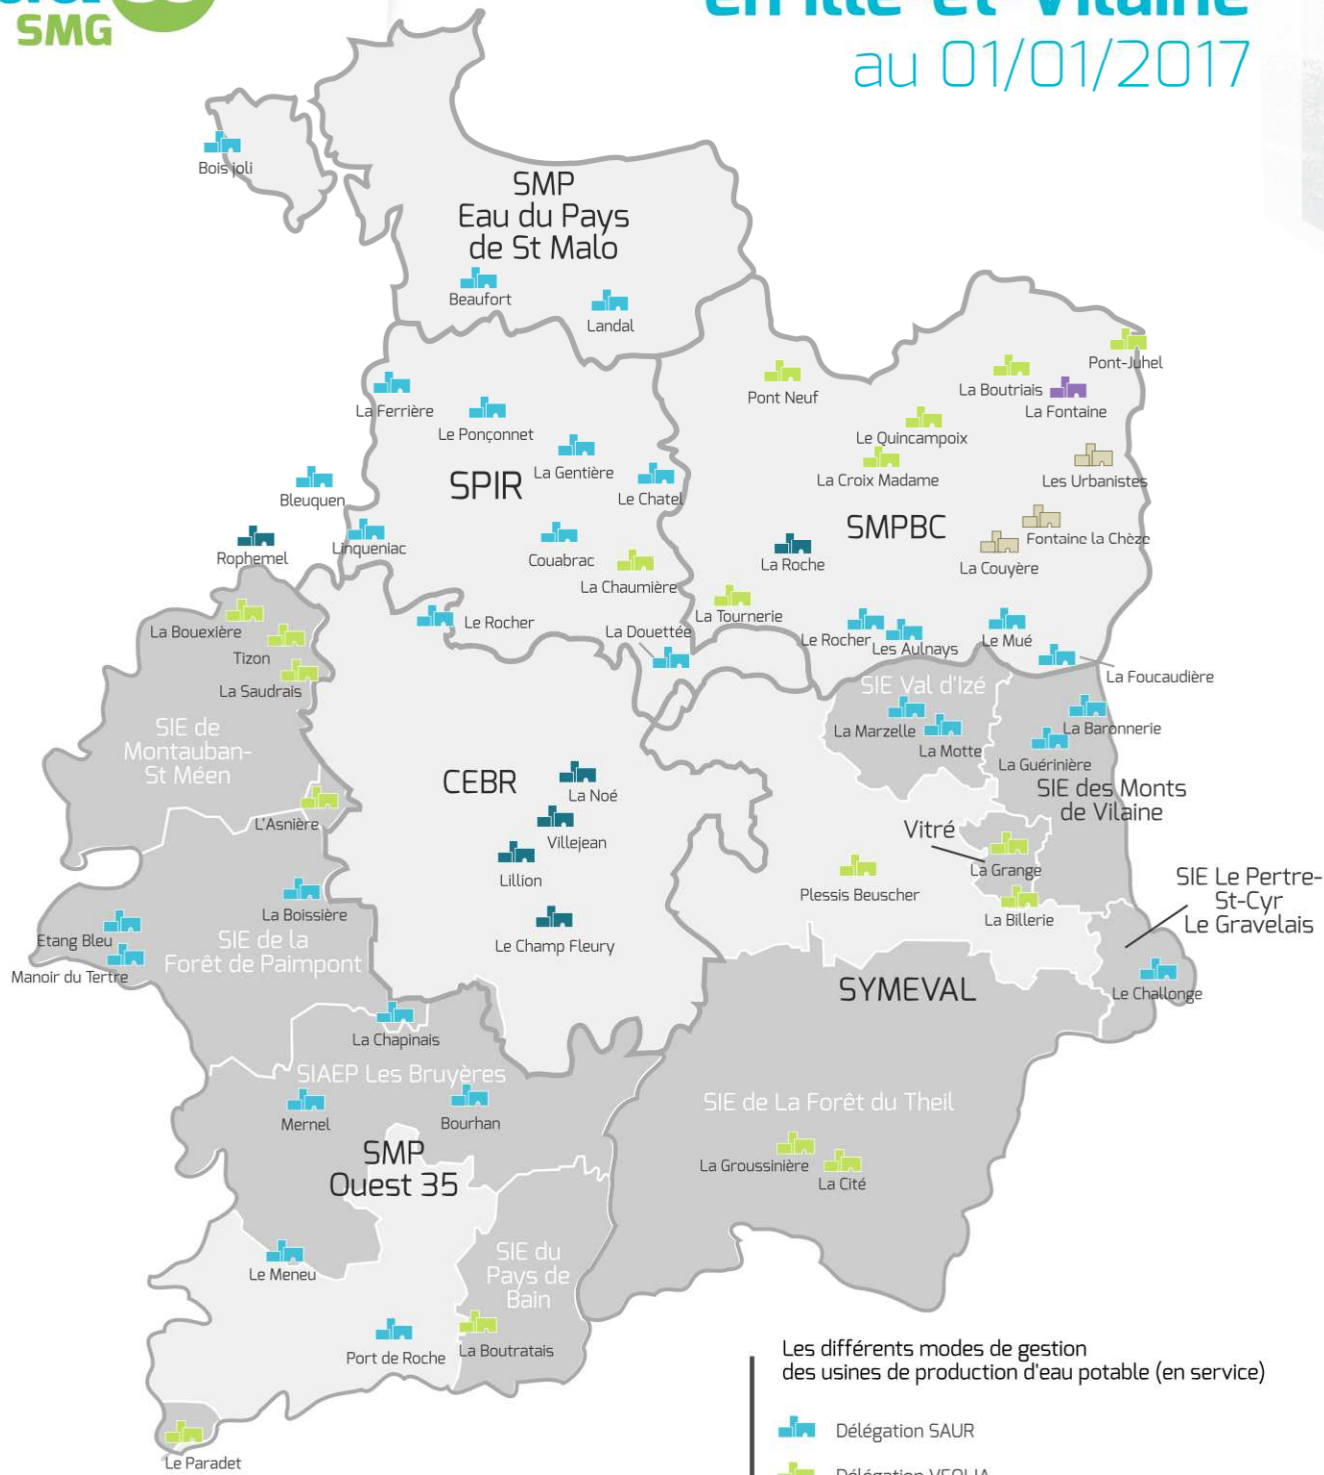 SMG
en Ille-et-Vilaine
au 01/01/2017
Bois joli
SMP
Eau du Pays
de St Malo
Beaufort
Landal
Pont-Juhel
La Boutriais
La Fontaine
Pont Neuf
La Ferrière
Le Ponçonnet
Le Quincampoix
La Gentière
La Croix Madame
Les Urbanistes
SPIR
Le Chatel
Bleuquen
SMPBC
Fontaine la Chèze
Linqueniac
Rophemel
Couabrac
La Roche
La Couyère
La Chaumière
La Tournerie
Le Rocher
La Douettée
Le Rocher
Les Aulnays
Le Mué
La Foucaudière
La Bouexière
Tizon
La Saudrais
SIE Val d'Izé
La Marzelle
La Motte
La Baronnerie
La Guérinière
SIE de
Montauban-
St Méen
CEBR
La Noé
SIE des Monts
de Vilaine
L'Asnière
Villejean
Vitré
Lillion
La Grange
Plessis Beuscher
La Billerie
SIE Le Pertre-
St-Cyr
Le Gravelais
La Boissière
Etang Bleu
SIE de la
Forêt de Paimpont
Le Champ Fleury
Manoir du Tertre
SYMEVAL
Le Challonge
La Chapinais
SIAEP Les Bruyères
Mernel
Bourhan
SIE de La Forêt du Theil
SMP
Ouest 35
La Groussinière
La Cité
Le Meneu
SIE du
Pays de
Bain
Port de Roche
La Boutratais
Le Paradet
Les différents modes de gestion
des usines de production d'eau potable (en service)
Délégation SAUR
Délégation VEOLIA